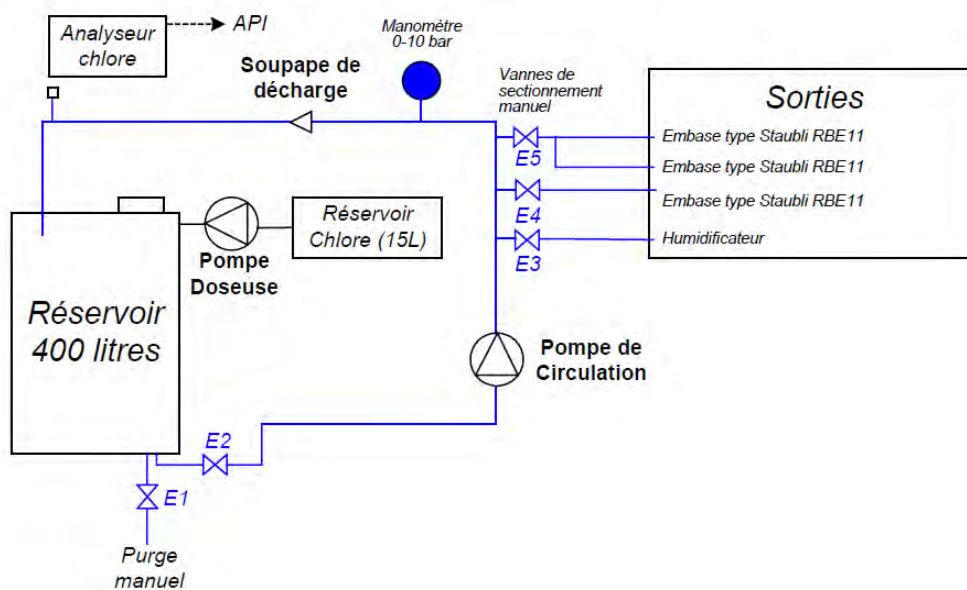 Analyseur
chlore
API
Manomètre
0-10 bar
Soupape de
décharge
Vannes de
sectionnement
manuel
Sorties
E5
Embase type Staubli RBE11
Embase type Staubli RBE11
E4
Embase type Staubli RBE11
E3
Humidificateur
Réservoir
Chlore (15L)
Pompe
Doseuse
Réservoir
400 litres
Pompe de
Circulation
E2
E1
Purge
manuel